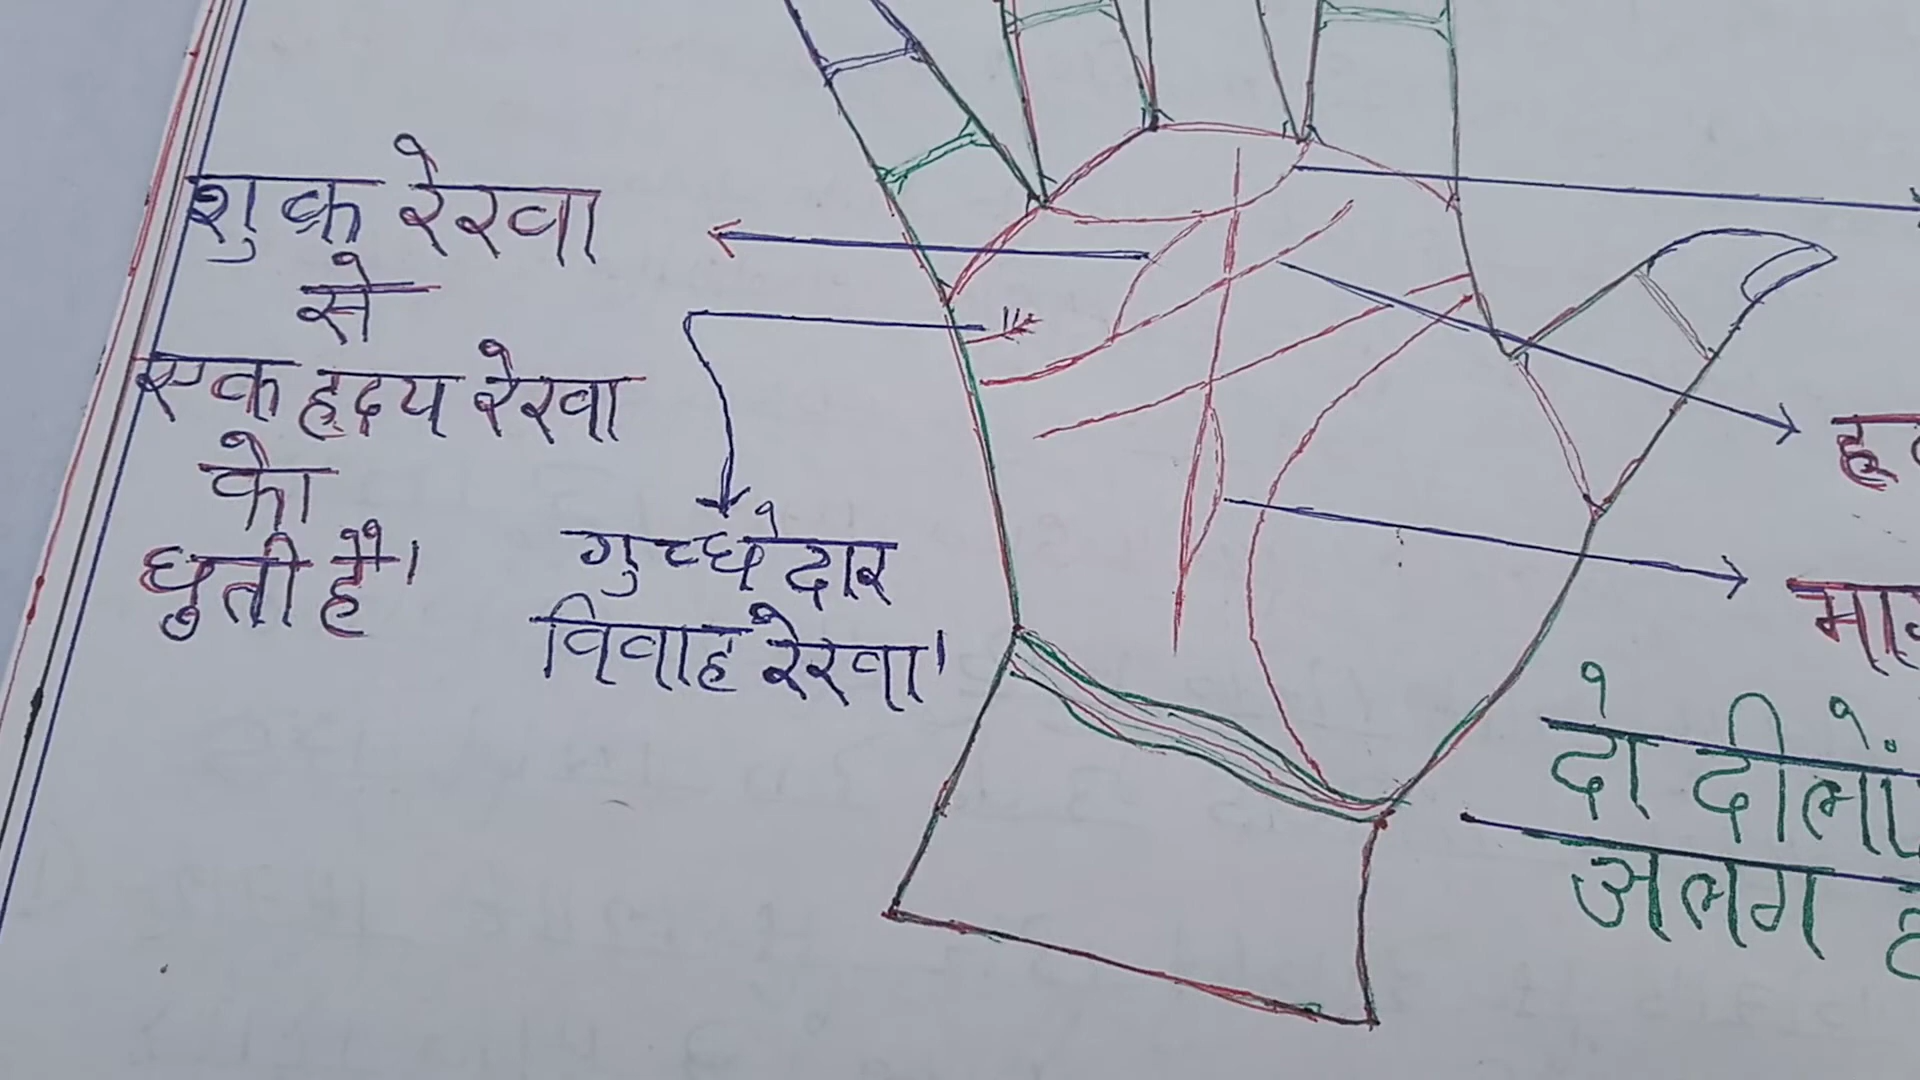 शुक्र रेखा
से
एक हृदय रेखा
को
छुती है।
गुच्छेदार
विवाह रेखा।
दो दीलों
अलग